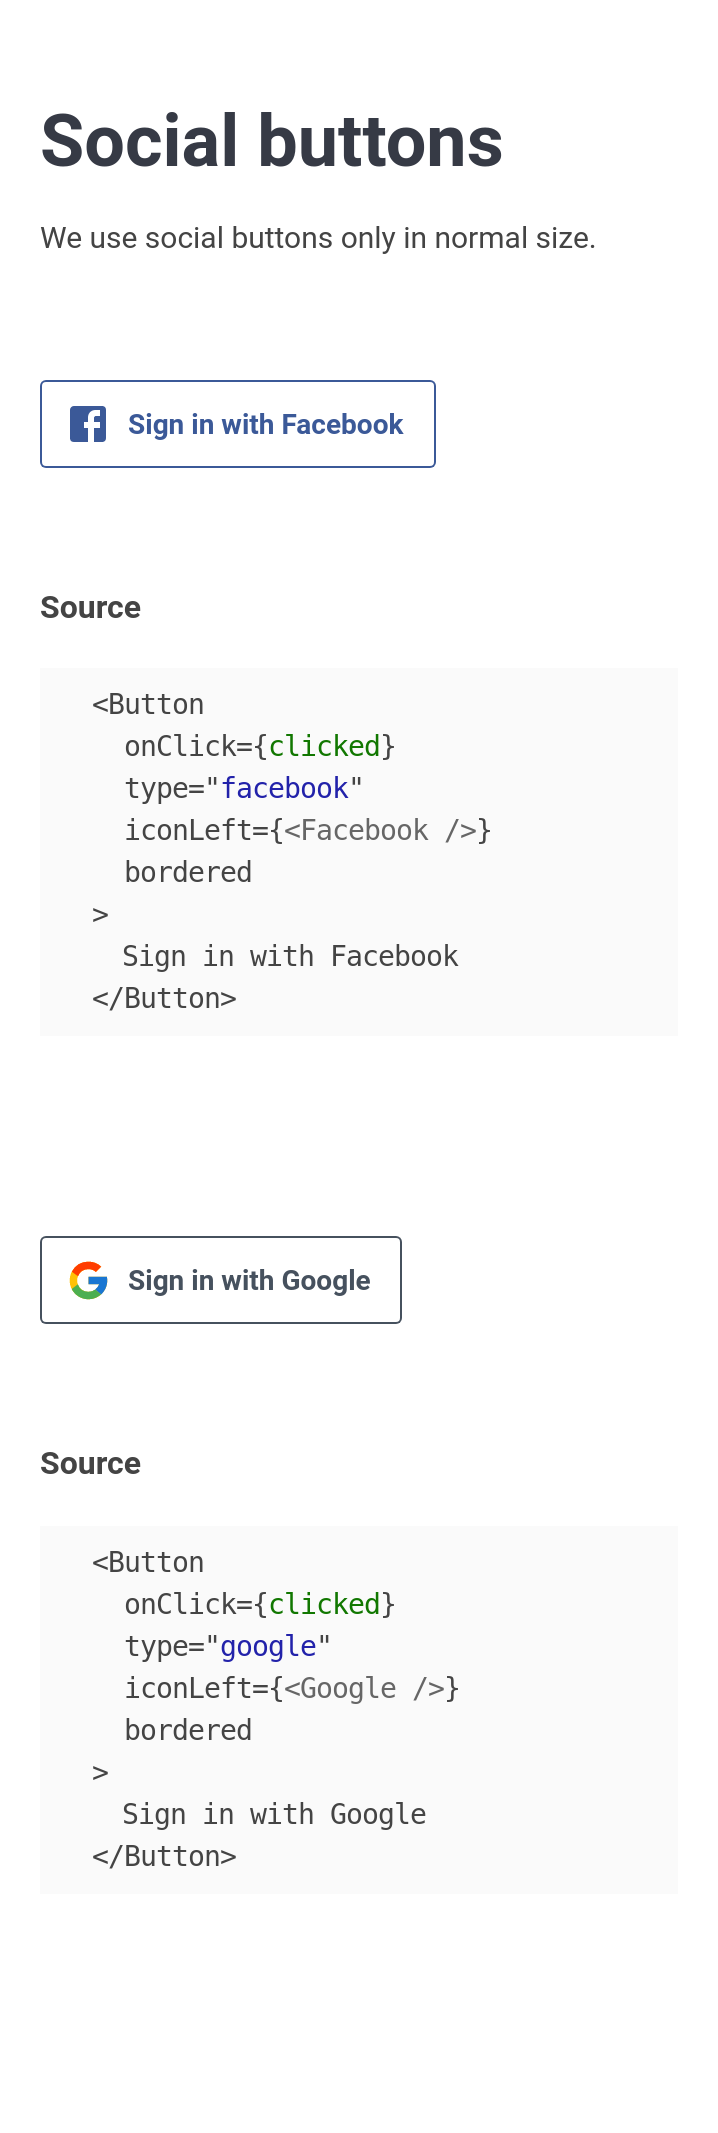 Social buttons
We use social buttons only in normal size.
Sign in with Facebook
Source
<Button
  onClick={clicked}
  type="facebook"
  iconLeft={<Facebook />}
  bordered
>
  Sign in with Facebook
</Button>
Sign in with Google
Source
<Button
  onClick={clicked}
  type="google"
  iconLeft={<Google />}
  bordered
>
  Sign in with Google
</Button>